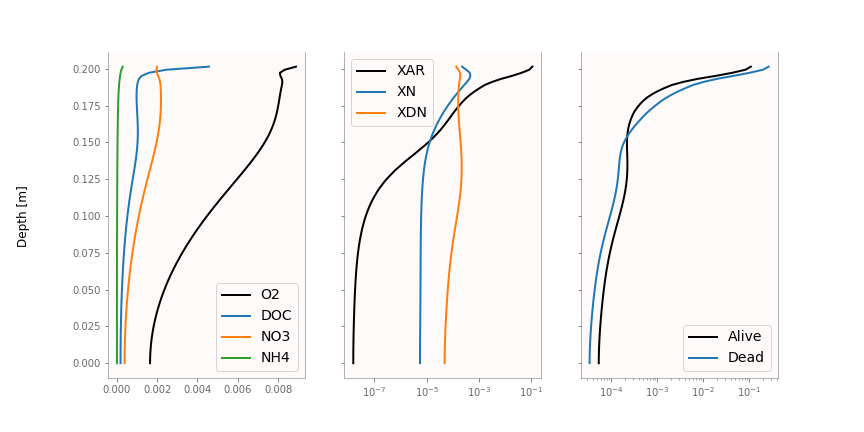 Depth [m]
0.200
0.175
0.150
0.125
0.100
0.075
0.050
0.025
0.000
0.000 0.002 0.004 0.006 0.008
O2
DOC
NO3
NH4
XAR
XN
XDN
10⁻⁷ 10⁻⁵ 10⁻³ 10⁻¹
Alive
Dead
10⁻⁴ 10⁻³ 10⁻² 10⁻¹